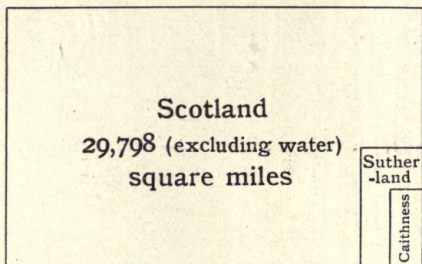 Scotland
29,798 (excluding water)
square miles
Suther
-land
Caithness